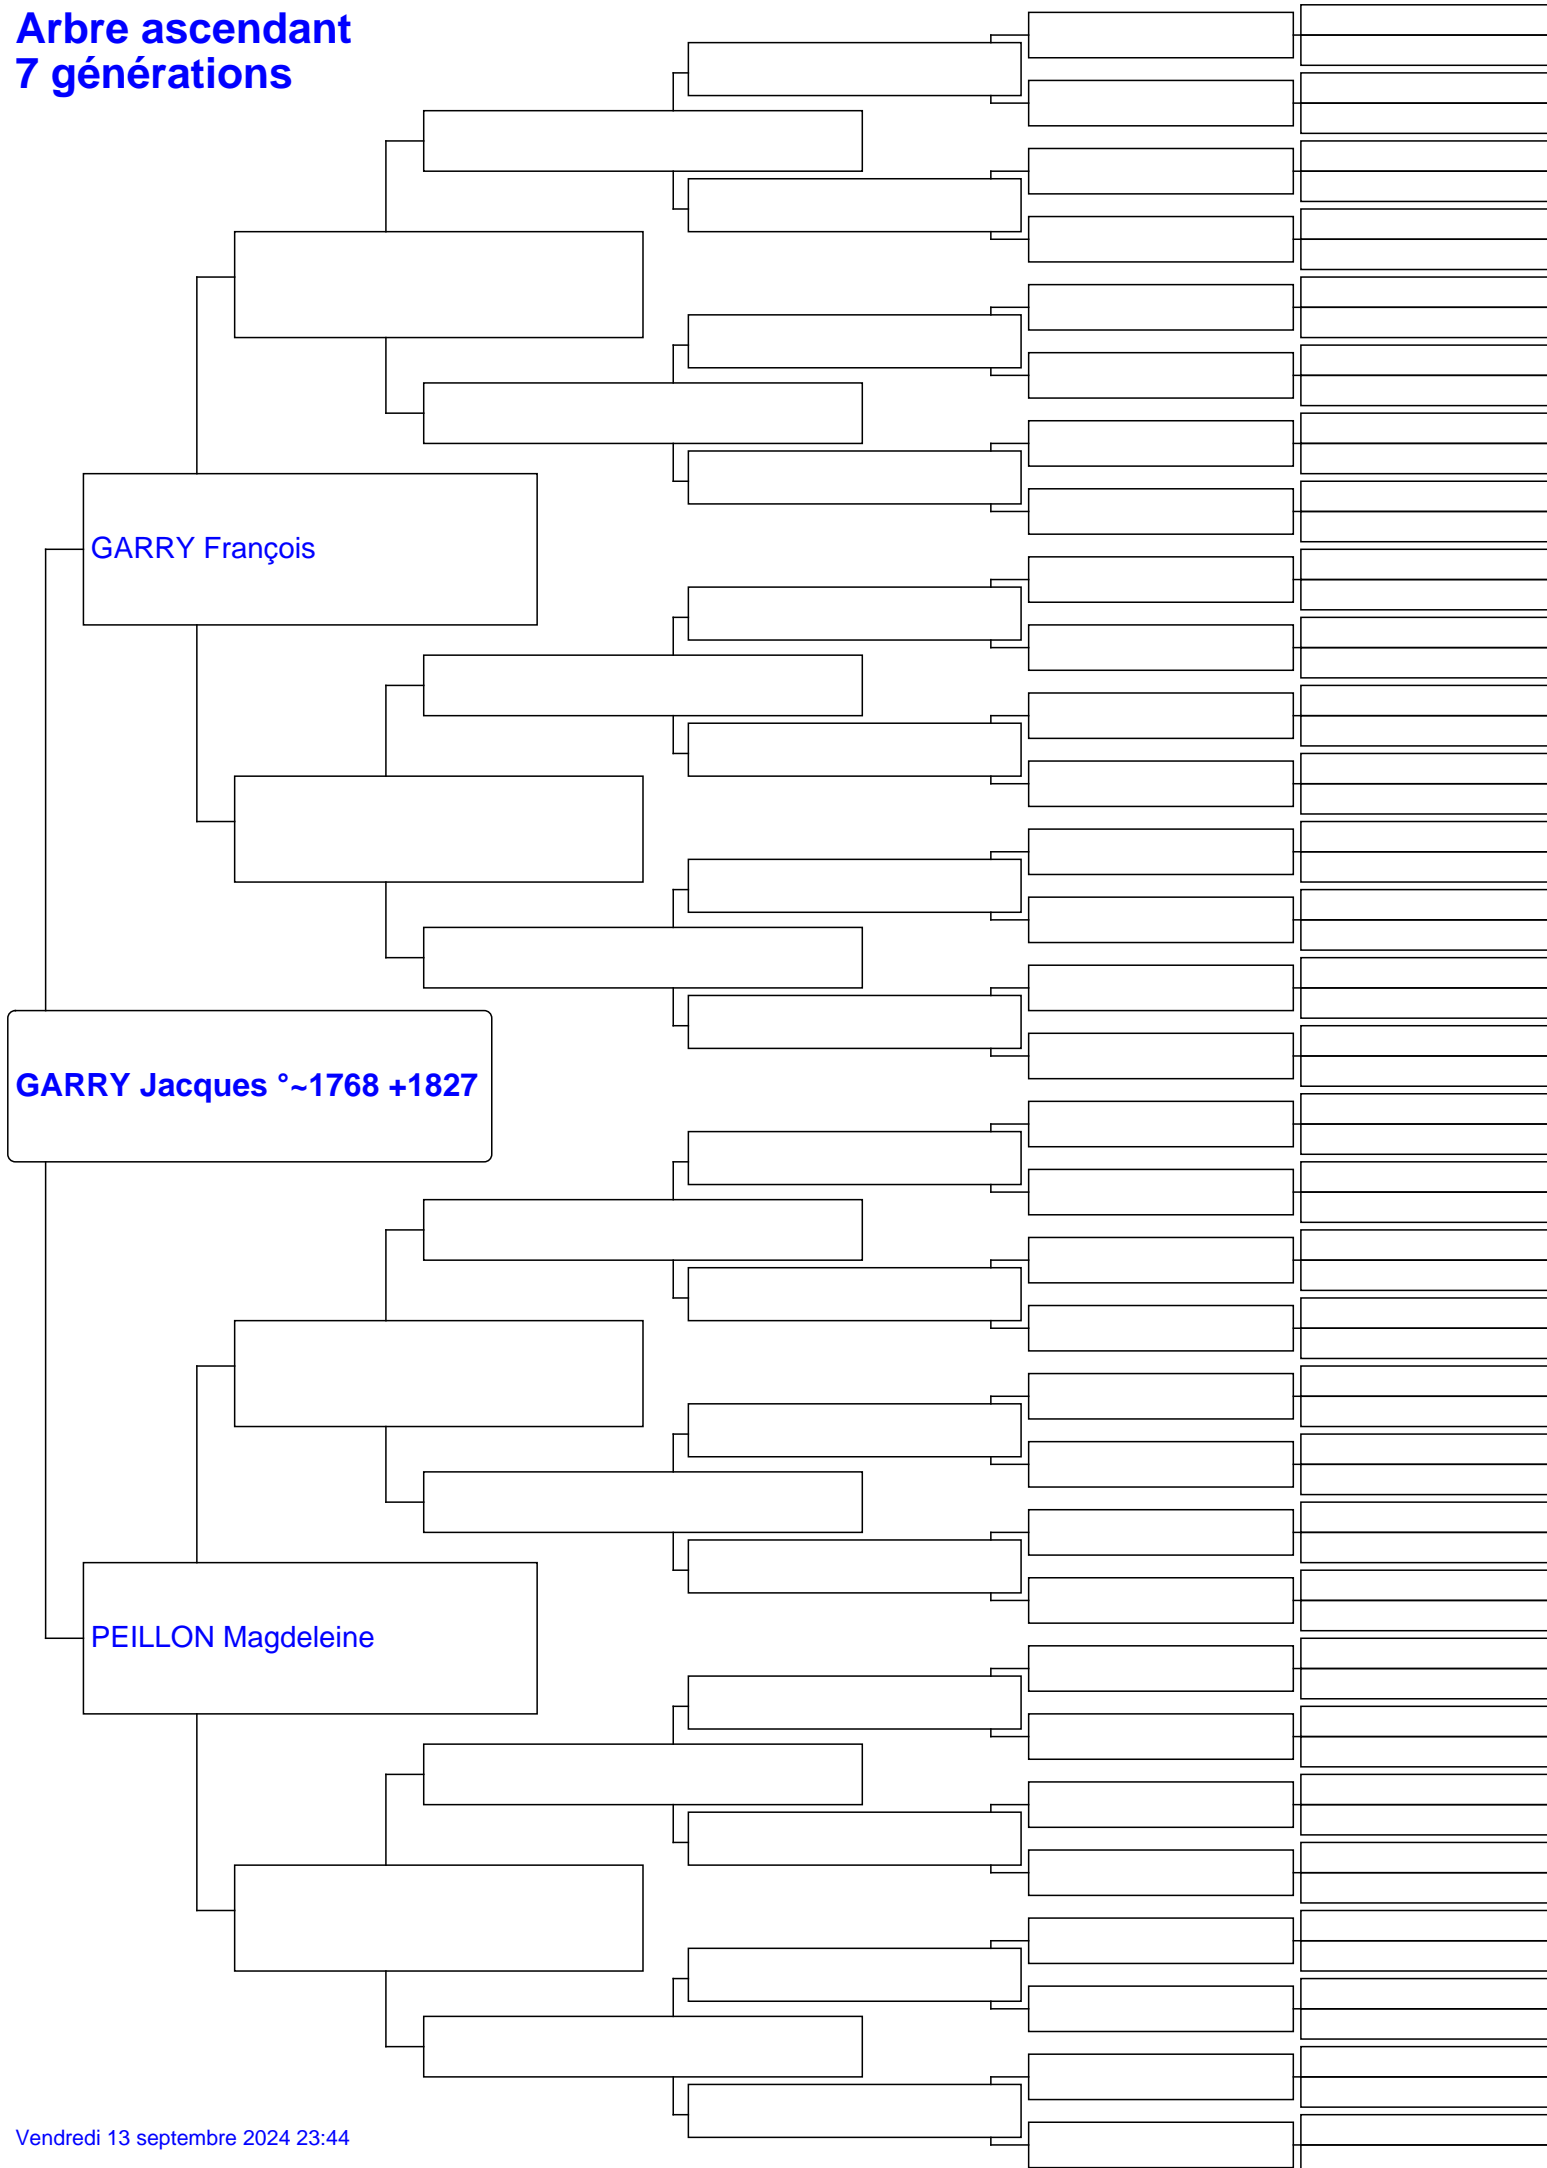 Arbre ascendant
7 générations
GARRY François
GARRY Jacques °~1768 +1827
PEILLON Magdeleine
Vendredi 13 septembre 2024 23:44